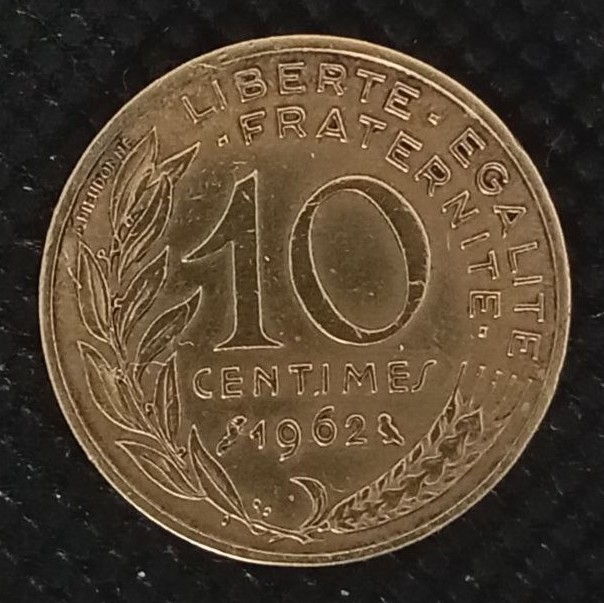 LIBERTE · EGALITE
· FRATERNITE ·
10
CENTIMES
1962